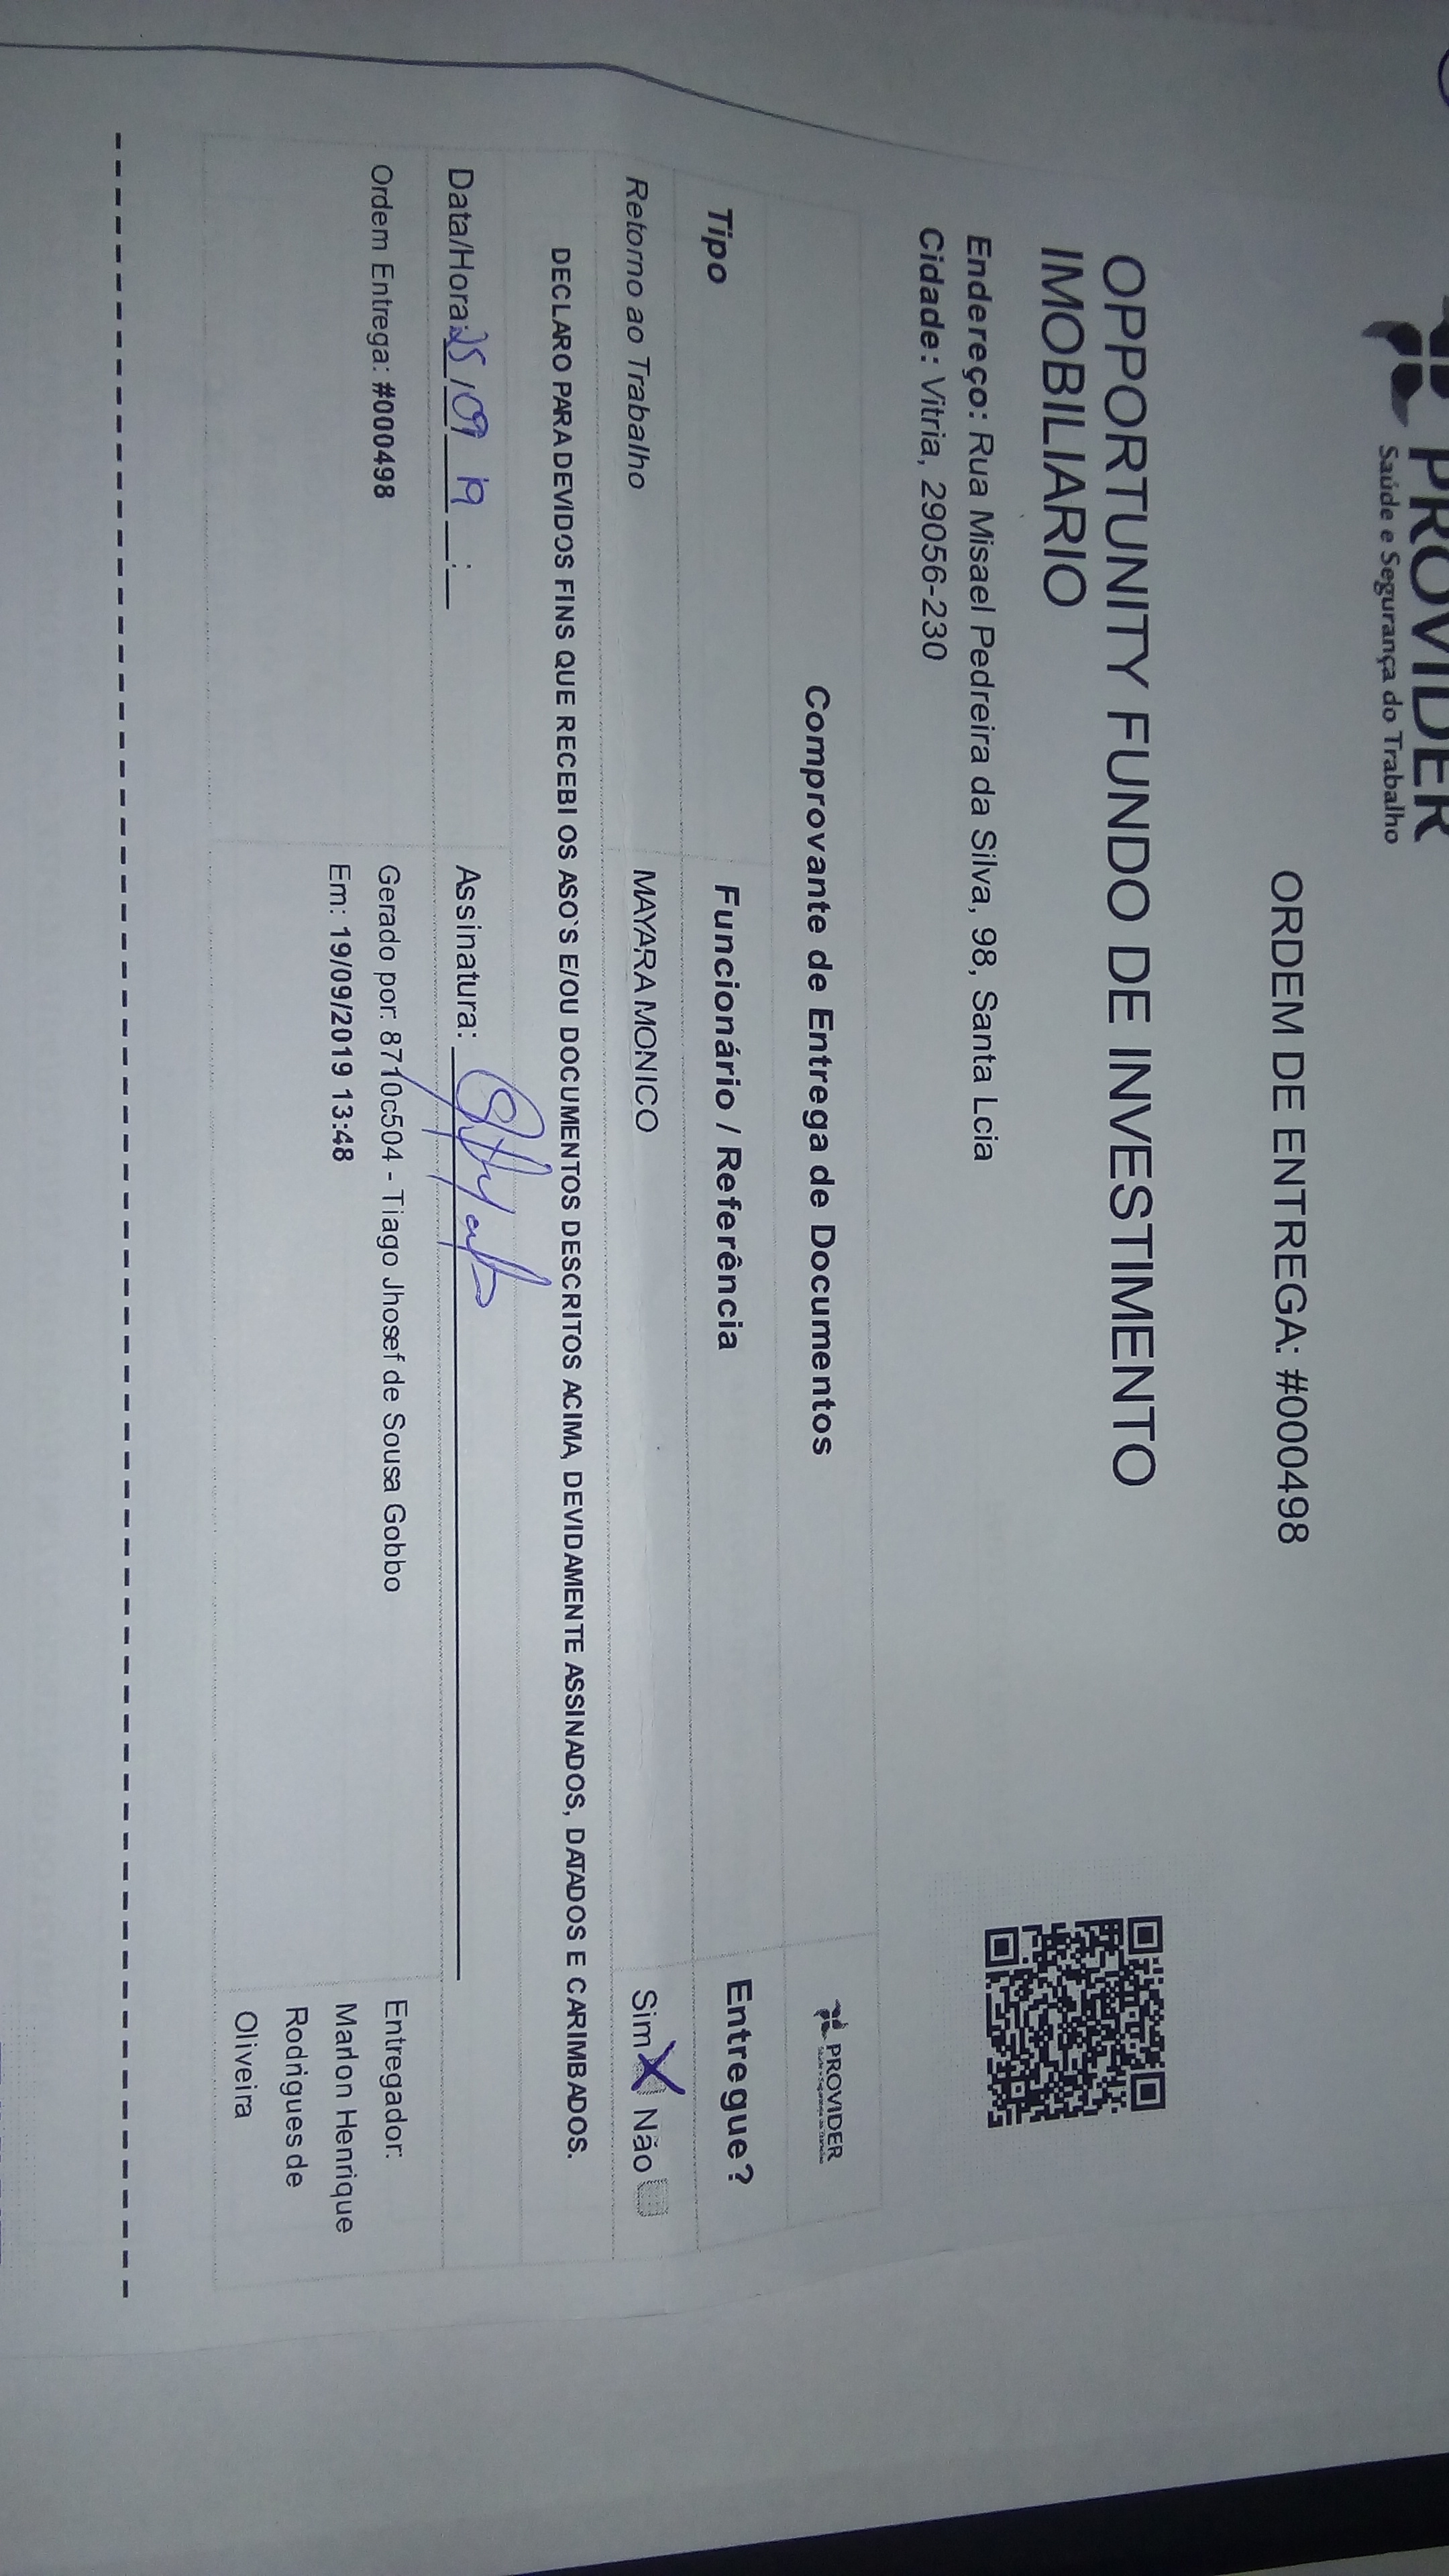 PROVIDER
Saúde e Segurança do Trabalho
ORDEM DE ENTREGA: #000498
OPPORTUNITY FUNDO DE INVESTIMENTO
IMOBILIARIO
Endereço: Rua Misael Pedreira da Silva, 98, Santa Lcia
Cidade: Vitria, 29056-230
Comprovante de Entrega de Documentos
PROVIDER
Tipo Funcionário / Referência Entregue?
Retorno ao Trabalho MAYARA MONICO Sim X Não
DECLARO PARA DEVIDOS FINS QUE RECEBI OS ASO`S E/OU DOCUMENTOS DESCRITOS ACIMA, DEVIDAMENTE ASSINADOS, DATADOS E CARIMBADOS.
Data/Hora: 25/09 19 __:__ Assinatura:
Ordem Entrega: #000498
Gerado por: 8710c504 - Tiago Jhosef de Sousa Gobbo
Em: 19/09/2019 13:48
Entregador:
Marlon Henrique
Rodrigues de
Oliveira